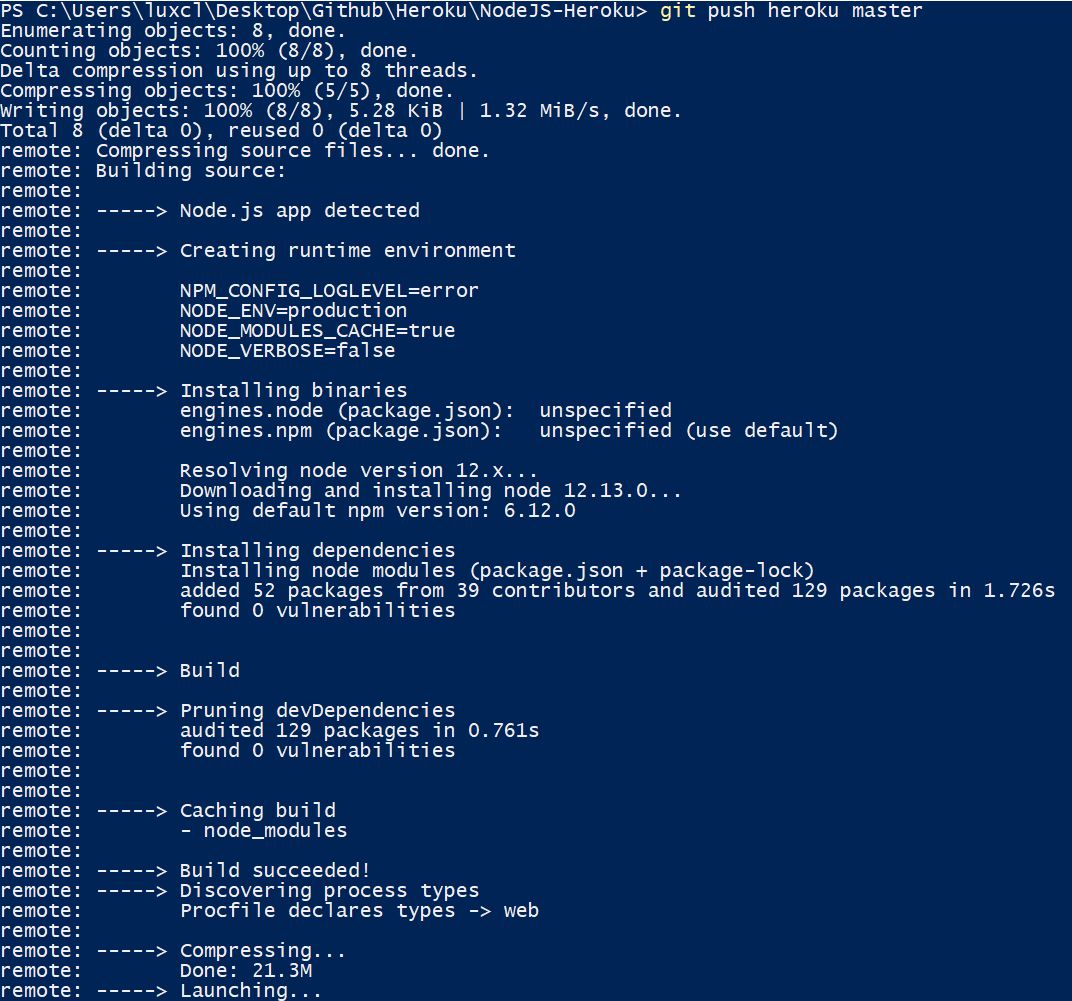 PS C:\Users\luxcl\Desktop\Github\Heroku\NodeJS-Heroku> git push heroku master
Enumerating objects: 8, done.
Counting objects: 100% (8/8), done.
Delta compression using up to 8 threads.
Compressing objects: 100% (5/5), done.
Writing objects: 100% (8/8), 5.28 KiB | 1.32 MiB/s, done.
Total 8 (delta 0), reused 0 (delta 0)
remote: Compressing source files... done.
remote: Building source:
remote:
remote: -----> Node.js app detected
remote:
remote: -----> Creating runtime environment
remote:
remote:        NPM_CONFIG_LOGLEVEL=error
remote:        NODE_ENV=production
remote:        NODE_MODULES_CACHE=true
remote:        NODE_VERBOSE=false
remote:
remote: -----> Installing binaries
remote:        engines.node (package.json):  unspecified
remote:        engines.npm (package.json):   unspecified (use default)
remote:
remote:        Resolving node version 12.x...
remote:        Downloading and installing node 12.13.0...
remote:        Using default npm version: 6.12.0
remote:
remote: -----> Installing dependencies
remote:        Installing node modules (package.json + package-lock)
remote:        added 52 packages from 39 contributors and audited 129 packages in 1.726s
remote:        found 0 vulnerabilities
remote:
remote:
remote: -----> Build
remote:
remote: -----> Pruning devDependencies
remote:        audited 129 packages in 0.761s
remote:        found 0 vulnerabilities
remote:
remote:
remote: -----> Caching build
remote:        - node_modules
remote:
remote: -----> Build succeeded!
remote: -----> Discovering process types
remote:        Procfile declares types -> web
remote:
remote: -----> Compressing...
remote:        Done: 21.3M
remote: -----> Launching...